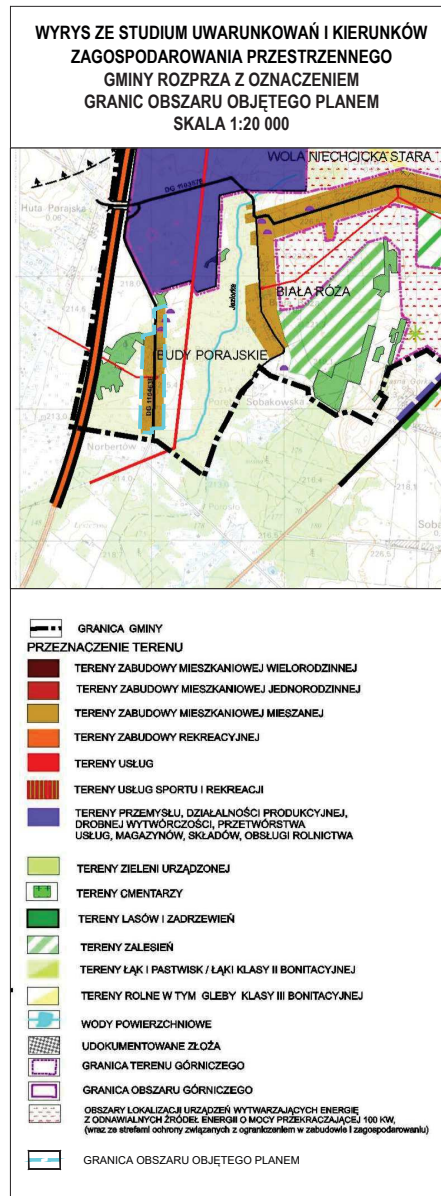 WYRYS ZE STUDIUM UWARUNKOWAŃ I KIERUNKÓW
ZAGOSPODAROWANIA PRZESTRZENNEGO
GMINY ROZPRZA Z OZNACZENIEM
GRANIC OBSZARU OBJĘTEGO PLANEM
SKALA 1:20 000
WOLA NIECHCICKA STARA
Huta Porajska
Jeziorka
BIAŁA RÓŻA
BUDY PORAJSKIE
Sobakowska
Norbertów
GRANICA GMINY
PRZEZNACZENIE TERENU
TERENY ZABUDOWY MIESZKANIOWEJ WIELORODZINNEJ
TERENY ZABUDOWY MIESZKANIOWEJ JEDNORODZINNEJ
TERENY ZABUDOWY MIESZKANIOWEJ MIESZANEJ
TERENY ZABUDOWY REKREACYJNEJ
TERENY USŁUG
TERENY USŁUG SPORTU I REKREACJI
TERENY PRZEMYSŁU, DZIAŁALNOŚCI PRODUKCYJNEJ,
DROBNEJ WYTWÓRCZOŚCI, PRZETWÓRSTWA
USŁUG, MAGAZYNÓW, SKŁADÓW, OBSŁUGI ROLNICTWA
TERENY ZIELENI URZĄDZONEJ
TERENY CMENTARZY
TERENY LASÓW I ZADRZEWIEŃ
TERENY ZALESIEŃ
TERENY ŁĄK I PASTWISK / ŁĄKI KLASY II BONITACYJNEJ
TERENY ROLNE W TYM GLEBY KLASY III BONITACYJNEJ
WODY POWIERZCHNIOWE
UDOKUMENTOWANE ZŁOŻA
GRANICA TERENU GÓRNICZEGO
GRANICA OBSZARU GÓRNICZEGO
OBSZARY LOKALIZACJI URZĄDZEŃ WYTWARZAJĄCYCH ENERGIĘ
Z ODNAWIALNYCH ŹRÓDEŁ ENERGII O MOCY PRZEKRACZAJĄCEJ 100 KW,
(wraz ze strefami ochrony związanych z ograniczeniem w zabudowie i zagospodarowaniu)
GRANICA OBSZARU OBJĘTEGO PLANEM